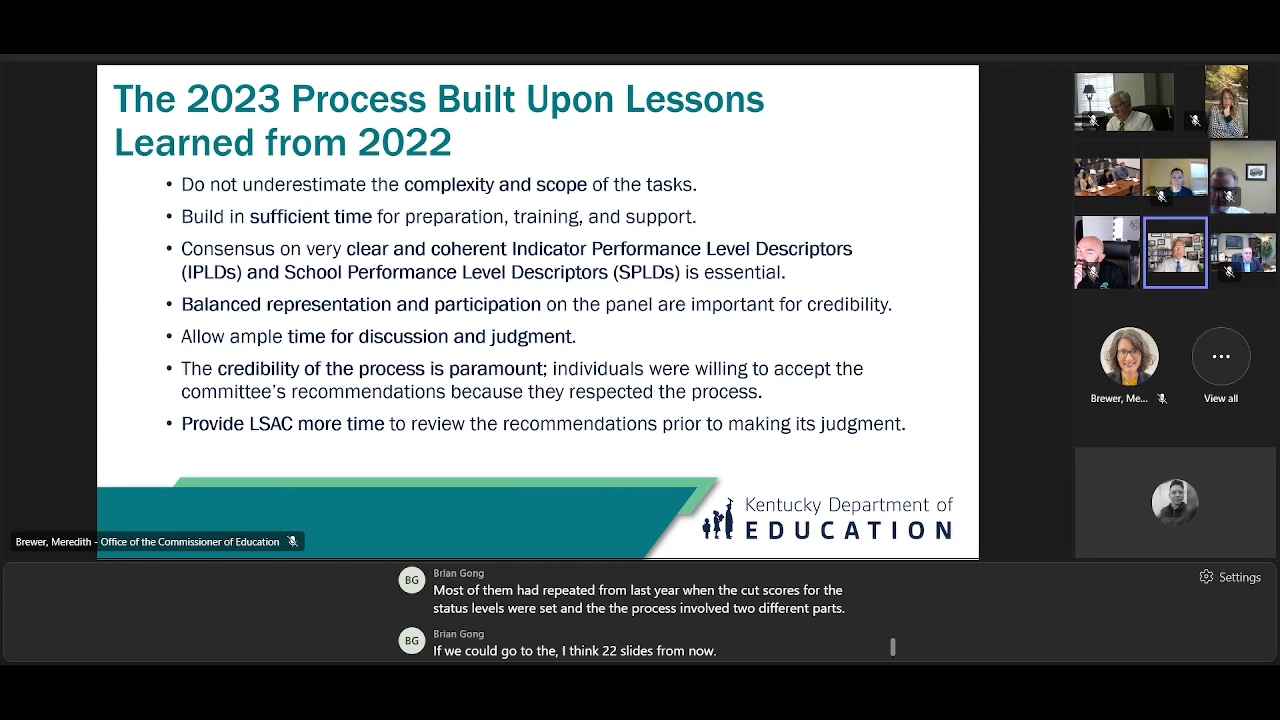 The 2023 Process Built Upon Lessons
Learned from 2022
• Do not underestimate the complexity and scope of the tasks.
• Build in sufficient time for preparation, training, and support.
• Consensus on very clear and coherent Indicator Performance Level Descriptors
(IPLDs) and School Performance Level Descriptors (SPLDs) is essential.
• Balanced representation and participation on the panel are important for credibility.
• Allow ample time for discussion and judgment.
• The credibility of the process is paramount; individuals were willing to accept the
committee's recommendations because they respected the process.
• Provide LSAC more time to review the recommendations prior to making its judgment.
Kentucky Department of
EDUCATION
Brewer, Meredith - Office of the Commissioner of Education
Brewer, Me...
View all
BG
Brian Gong
Most of them had repeated from last year when the cut scores for the
status levels were set and the the process involved two different parts.
BG
Brian Gong
If we could go to the, I think 22 slides from now.
Settings